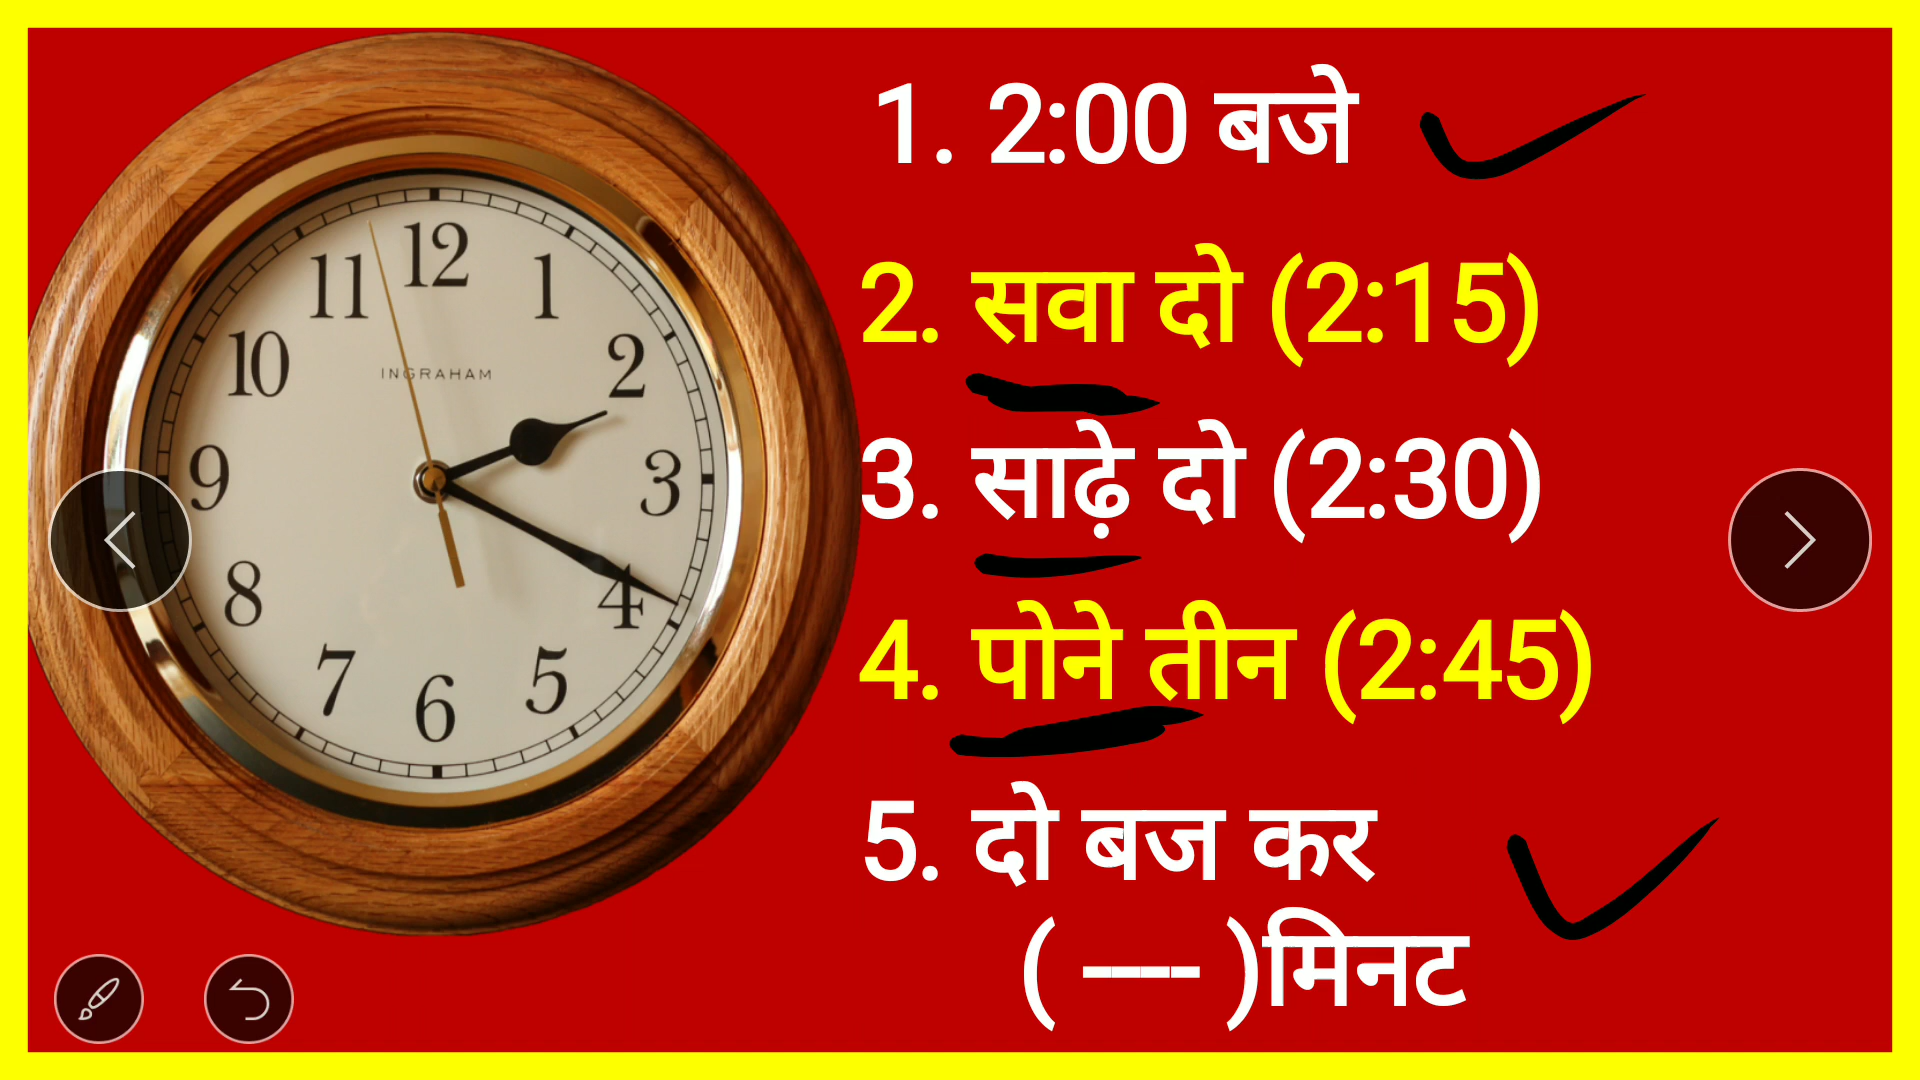 12
11
1
10
2
INGRAHAM
9
3
8
4
7
5
6
1. 2:00 बजे
2. सवा दो (2:15)
3. साढ़े दो (2:30)
4. पोने तीन (2:45)
5. दो बज कर
( ---- )मिनट